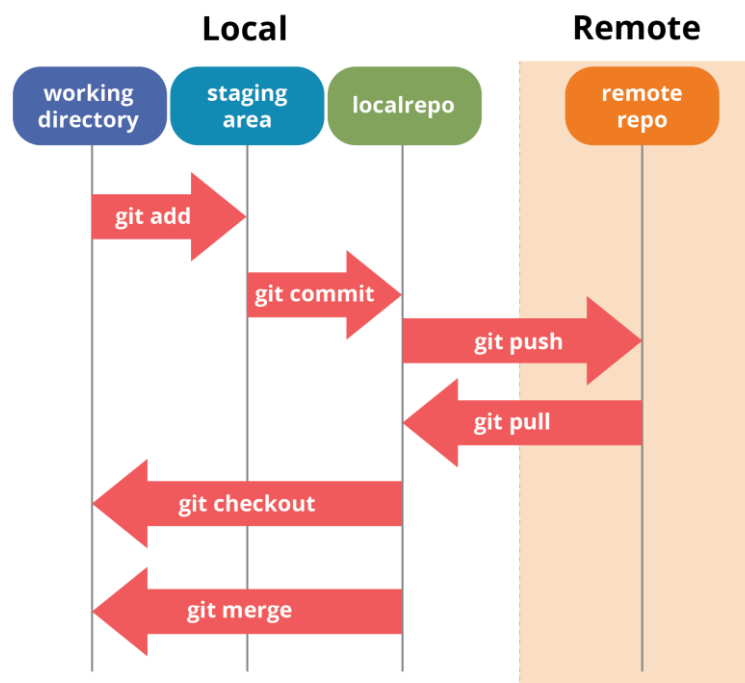 Local
Remote
working
directory
staging
area
localrepo
remote
repo
git add
git commit
git push
git pull
git checkout
git merge